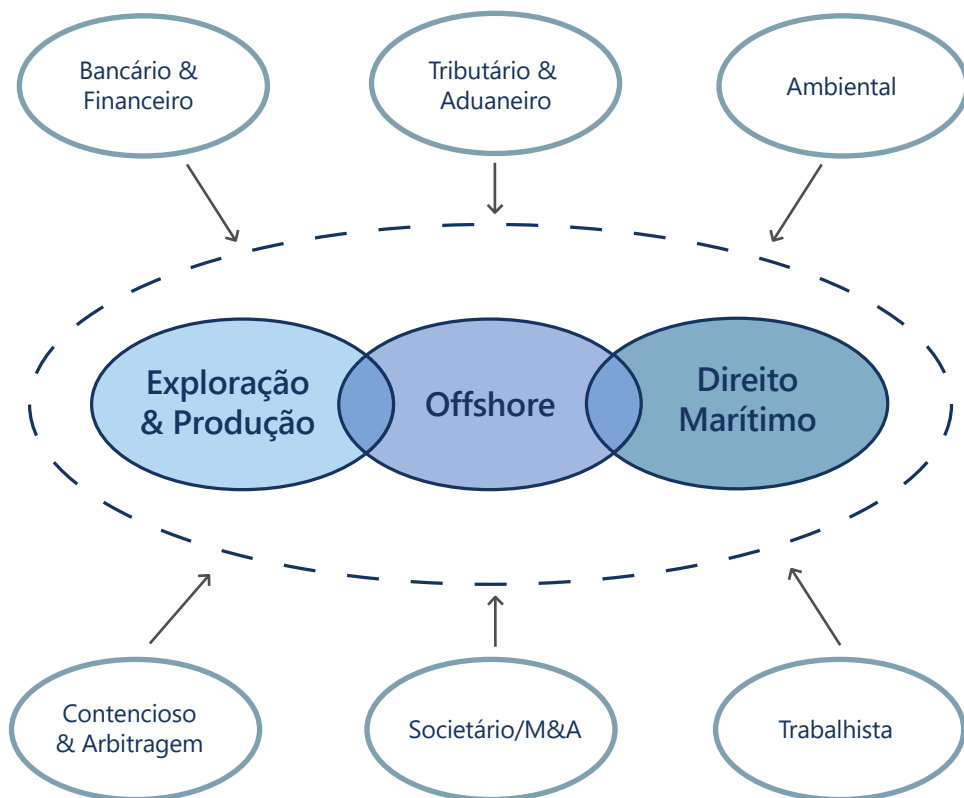 Bancário &
Financeiro
Tributário &
Aduaneiro
Ambiental
Exploração
& Produção
Offshore
Direito
Marítimo
Contencioso
& Arbitragem
Societário/M&A
Trabalhista